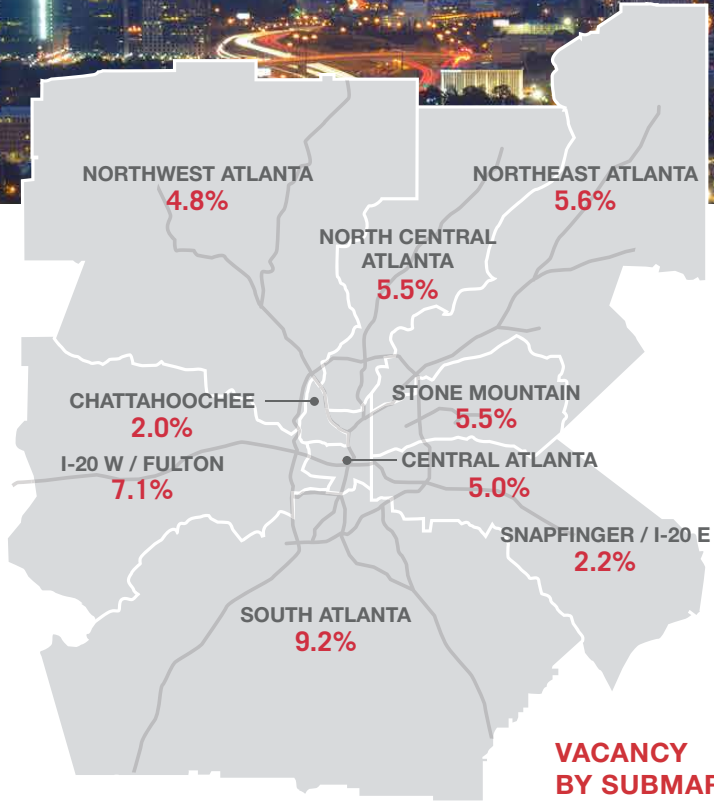 NORTHWEST ATLANTA
4.8%
NORTHEAST ATLANTA
5.6%
NORTH CENTRAL
ATLANTA
5.5%
CHATTAHOOCHEE
2.0%
STONE MOUNTAIN
5.5%
I-20 W / FULTON
7.1%
CENTRAL ATLANTA
5.0%
SNAPFINGER / I-20 E
2.2%
SOUTH ATLANTA
9.2%
VACANCY
BY